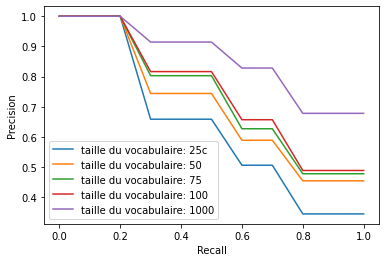 1.0
0.9
0.8
0.7
0.6
0.5
0.4
Precision
taille du vocabulaire: 25c
taille du vocabulaire: 50
taille du vocabulaire: 75
taille du vocabulaire: 100
taille du vocabulaire: 1000
0.0 0.2 0.4 0.6 0.8 1.0
Recall